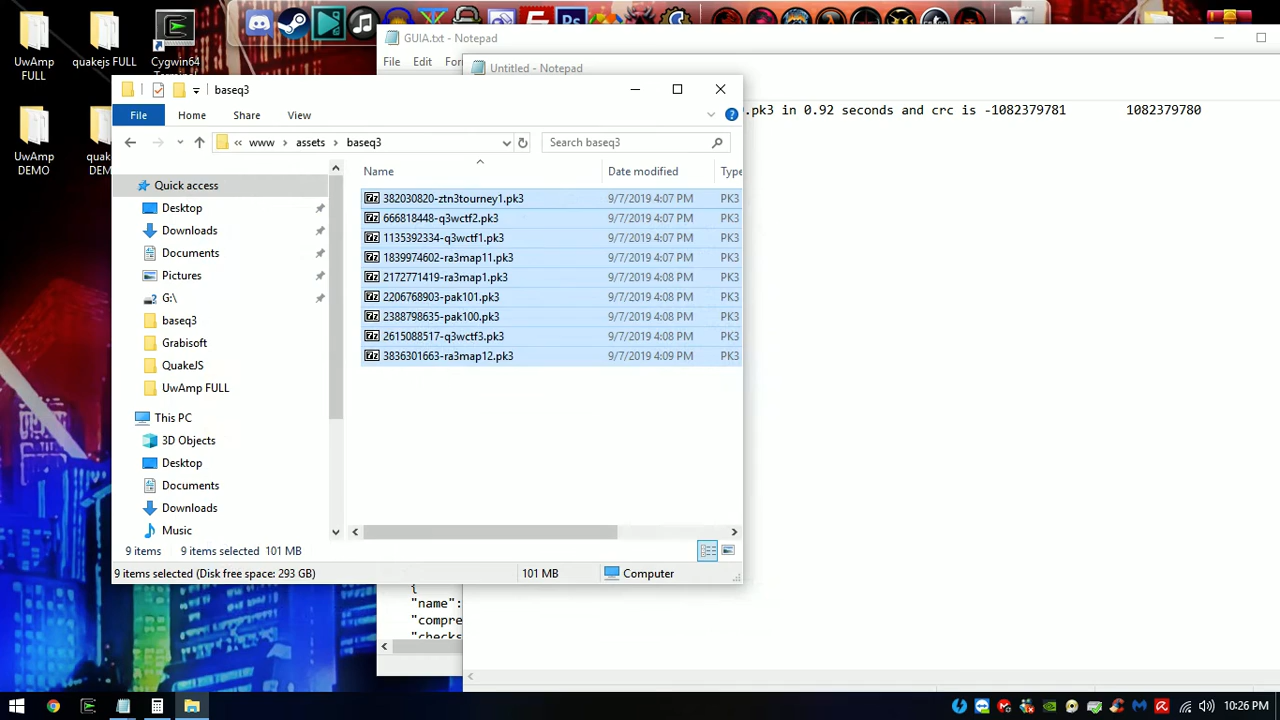 UwAmp
FULL
quakejs FULL
Cygwin64
Terminal
UwAmp
DEMO
GUIA.txt - Notepad
File Edit
Untitled - Notepad
.pk3 in 0.92 seconds and crc is -1082379781 1082379780
baseq3
File Home Share View
« www › assets › baseq3
Search baseq3
Name Date modified Type
Quick access
Desktop
Downloads
Documents
Pictures
G:\
baseq3
Grabisoft
QuakeJS
UwAmp FULL
This PC
3D Objects
Desktop
Documents
Downloads
Music
382030820-ztn3tourney1.pk3 9/7/2019 4:07 PM PK3
666818448-q3wctf2.pk3 9/7/2019 4:07 PM PK3
1135392334-q3wctf1.pk3 9/7/2019 4:07 PM PK3
1839974602-ra3map11.pk3 9/7/2019 4:07 PM PK3
2172771419-ra3map1.pk3 9/7/2019 4:08 PM PK3
2206768903-pak101.pk3 9/7/2019 4:08 PM PK3
2388798635-pak100.pk3 9/7/2019 4:08 PM PK3
2615088517-q3wctf3.pk3 9/7/2019 4:08 PM PK3
3836301663-ra3map12.pk3 9/7/2019 4:09 PM PK3
9 items 9 items selected 101 MB
9 items selected (Disk free space: 293 GB) 101 MB Computer
{
"name":
"compre
"checks
10:26 PM